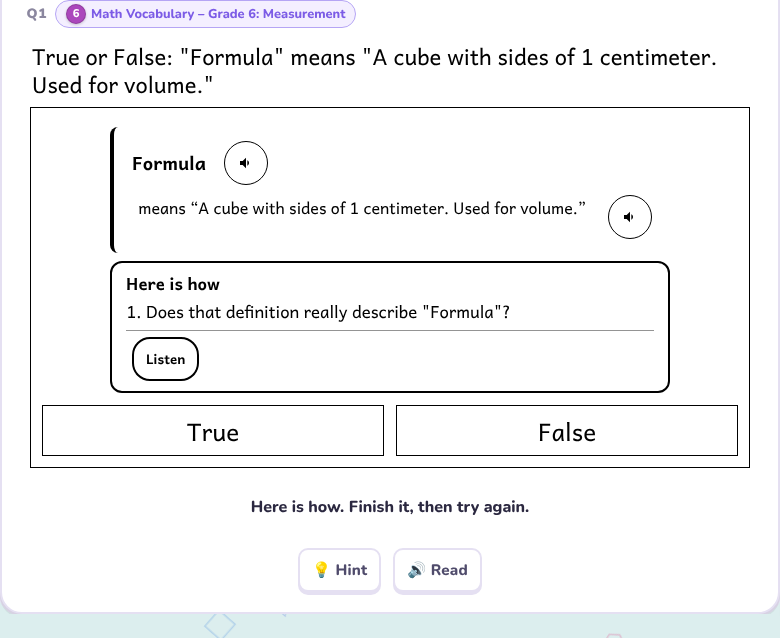 Q1 6 Math Vocabulary – Grade 6: Measurement
True or False: "Formula" means "A cube with sides of 1 centimeter.
Used for volume."
Formula
means “A cube with sides of 1 centimeter. Used for volume.”
Here is how
1. Does that definition really describe "Formula"?
Listen
True False
Here is how. Finish it, then try again.
Hint Read